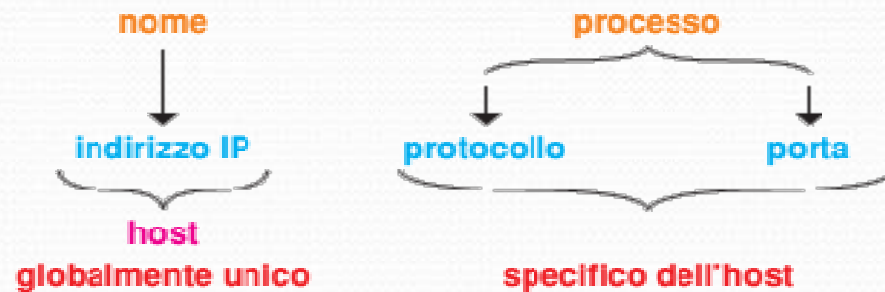 nome processo
indirizzo IP protocollo porta
host
globalmente unico specifico dell'host